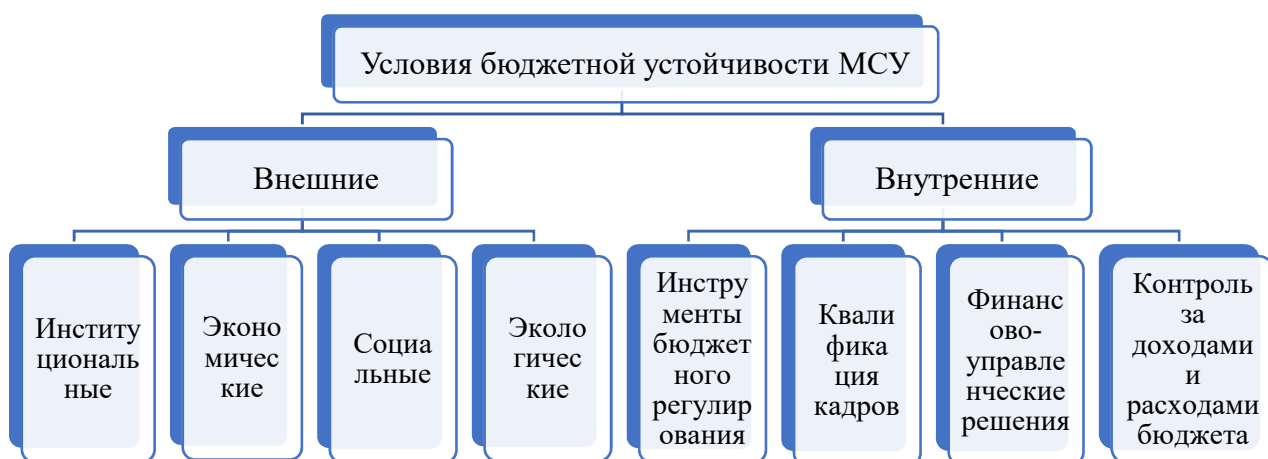 Условия бюджетной устойчивости МСУ
Внешние
Внутренние
Институ
циональ
ные
Эконо
мичес
кие
Социа
льные
Эколо
гичес
кие
Инстру
менты
бюджет
ного
регулир
ования
Квали
фика
ция
кадров
Финанс
ово-
управле
нческие
решения
Контроль
за
доходами
и
расходами
бюджета